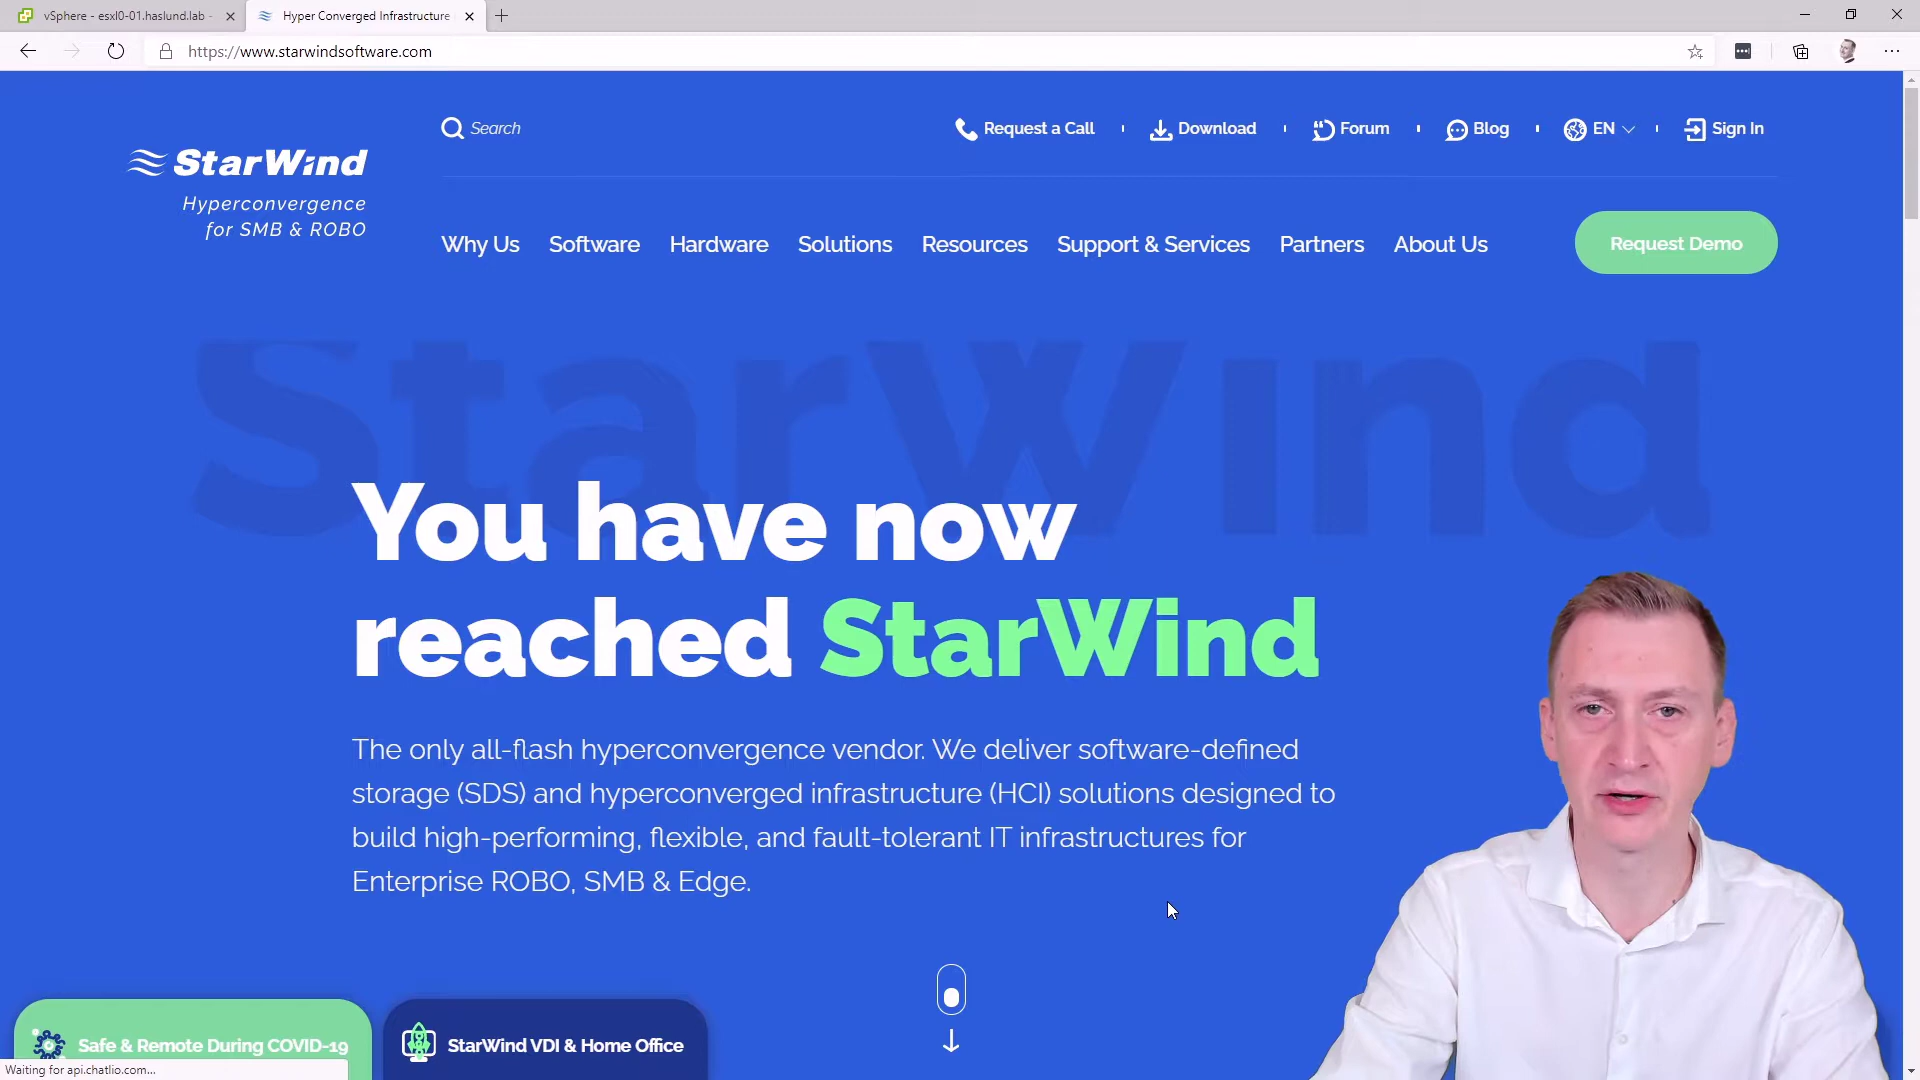 vSphere - esxl0-01.haslund.lab -
Hyper Converged Infrastructure
https://www.starwindsoftware.com
Search
Request a Call
Download
Forum
Blog
EN
Sign In
StarWind
Hyperconvergence
for SMB & ROBO
Why Us
Software
Hardware
Solutions
Resources
Support & Services
Partners
About Us
Request Demo
StarWind
You have now
reached StarWind
The only all-flash hyperconvergence vendor. We deliver software-defined
storage (SDS) and hyperconverged infrastructure (HCI) solutions designed to
build high-performing, flexible, and fault-tolerant IT infrastructures for
Enterprise ROBO, SMB & Edge.
Safe & Remote During COVID-19
StarWind VDI & Home Office
Waiting for api.chatlio.com...